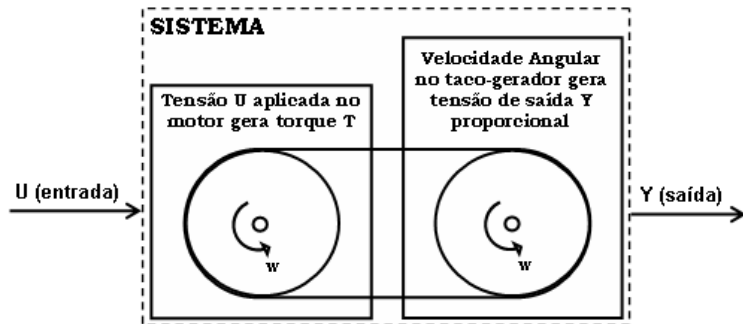 SISTEMA
Velocidade Angular
no taco-gerador gera
tensão de saída Y
proporcional
Tensão U aplicada no
motor gera torque T
U (entrada)
Y (saída)
w
w